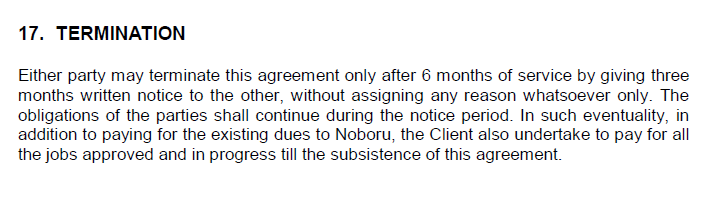 17. TERMINATION
Either party may terminate this agreement only after 6 months of service by giving three
months written notice to the other, without assigning any reason whatsoever only. The
obligations of the parties shall continue during the notice period. In such eventuality, in
addition to paying for the existing dues to Noboru, the Client also undertake to pay for all
the jobs approved and in progress till the subsistence of this agreement.